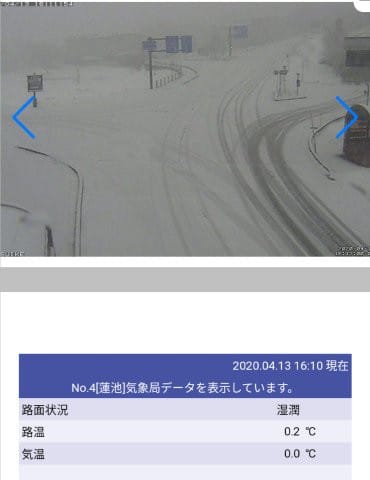 2020.04.13 16:10 現在
No.4[蓮池]気象局データを表示しています。
路面状況 湿潤
路温 0.2 ℃
気温 0.0 ℃